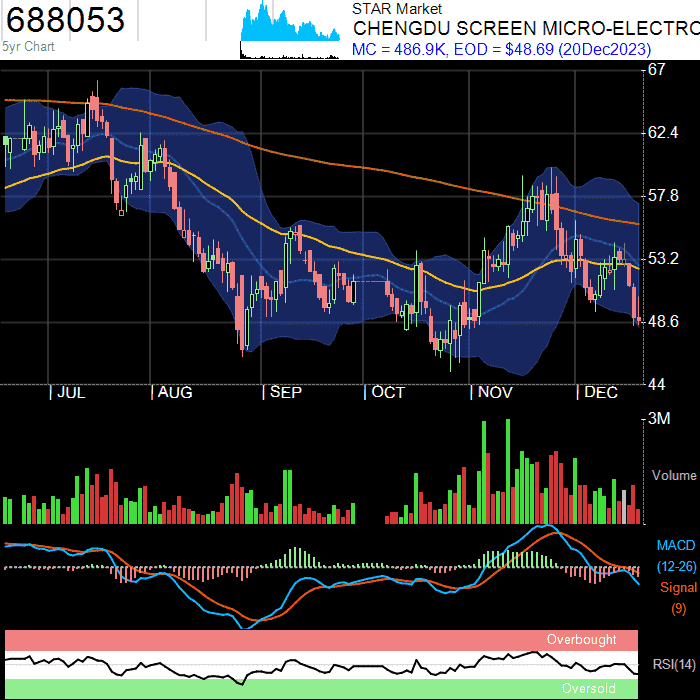 688053
5yr Chart
STAR Market
CHENGDU SCREEN MICRO-ELECTRO
MC = 486.9K, EOD = $48.69 (20Dec2023)
67
62.4
57.8
53.2
48.6
44
JUL AUG SEP OCT NOV DEC
3M
Volume
MACD
(12-26)
Signal
(9)
Overbought
RSI(14)
Oversold